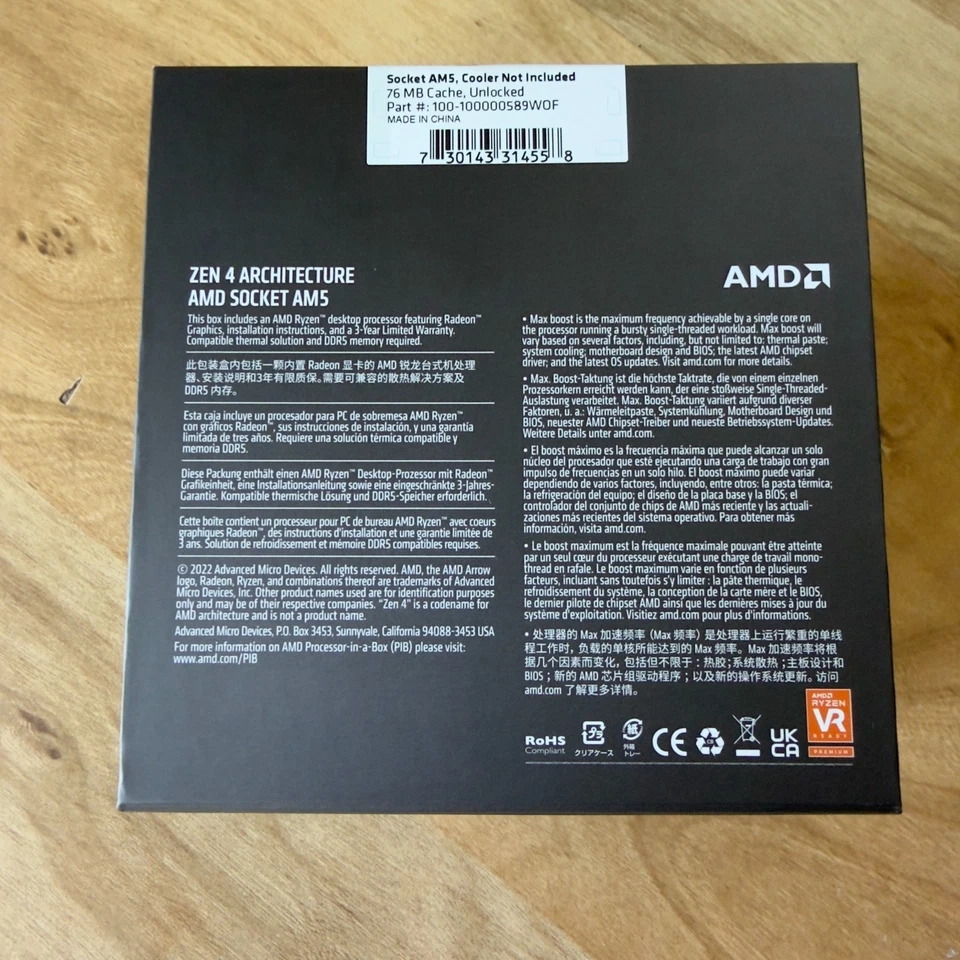 Socket AM5, Cooler Not Included
76 MB Cache, Unlocked
Part #: 100-100000589WOF
MADE IN CHINA
7 30143 31455 8
ZEN 4 ARCHITECTURE
AMD SOCKET AM5
This box includes an AMD Ryzen™ desktop processor featuring Radeon™
Graphics, installation instructions, and a 3-Year Limited Warranty.
Compatible thermal solution and DDR5 memory required.
此包装盒内包括一颗内置 Radeon 显卡的 AMD 锐龙台式机处理
器、安装说明和3年有限质保。需要可兼容的散热解决方案及
DDR5 内存。
Esta caja incluye un procesador para PC de sobremesa AMD Ryzen™
con gráficos Radeon™, sus instrucciones de instalación, y una garantía
limitada de tres años. Requiere una solución térmica compatible y
memoria DDR5.
Diese Packung enthält einen AMD Ryzen™ Desktop-Prozessor mit Radeon™
Grafikeinheit, eine Installationsanleitung sowie eine eingeschränkte 3-Jahres-
Garantie. Kompatible thermische Lösung und DDR5-Speicher erforderlich.
Cette boîte contient un processeur pour PC de bureau AMD Ryzen™ avec coeurs
graphiques Radeon™, des instructions d'installation et une garantie limitée de
3 ans. Solution de refroidissement et mémoire DDR5 compatibles requises.
© 2022 Advanced Micro Devices. All rights reserved. AMD, the AMD Arrow
logo, Radeon, Ryzen, and combinations thereof are trademarks of Advanced
Micro Devices, Inc. Other product names used are for identification purposes
only and may be of their respective companies. "Zen 4" is a codename for
AMD architecture and is not a product name.
Advanced Micro Devices, P.O. Box 3453, Sunnyvale, California 94088-3453 USA
For more information on AMD Processor-in-a-Box (PIB) please visit:
www.amd.com/PIB
AMD
• Max boost is the maximum frequency achievable by a single core on
the processor running a bursty single-threaded workload. Max boost will
vary based on several factors, including, but not limited to: thermal paste;
system cooling; motherboard design and BIOS; the latest AMD chipset
driver; and the latest OS updates. Visit amd.com for more details.
• Max. Boost-Taktung ist die höchste Taktrate, die von einem einzelnen
Prozessorkern erreicht werden kann, der eine stoßweise Single-Threaded-
Auslastung verarbeitet. Max. Boost-Taktung variiert aufgrund diverser
Faktoren, u. a.: Wärmeleitpaste, Systemkühlung, Motherboard Design und
BIOS, neuester AMD Chipset-Treiber und neueste Betriebssystem-Updates.
Weitere Details unter amd.com.
• El boost máximo es la frecuencia máxima que puede alcanzar un solo
núcleo del procesador que esté ejecutando una carga de trabajo con gran
impulso de frecuencias en un solo hilo. El boost máximo puede variar
dependiendo de varios factores, incluyendo, entre otros: la pasta térmica;
la refrigeración del equipo; el diseño de la placa base y la BIOS; el
controlador del conjunto de chips de AMD más reciente y las actuali-
zaciones más recientes del sistema operativo. Para obtener más
información, visita amd.com.
• Le boost maximum est la fréquence maximale pouvant être atteinte
par un seul cœur du processeur exécutant une charge de travail mono-
thread en rafale. Le boost maximum varie en fonction de plusieurs
facteurs, incluant sans toutefois s'y limiter : la pâte thermique, le
refroidissement du système, la conception de la carte mère et le BIOS,
le dernier pilote de chipset AMD ainsi que les dernières mises à jour du
système d'exploitation. Visitiez amd.com pour plus d'informations.
• 处理器的 Max 加速频率 (Max 频率) 是处理器上运行繁重的单线
程工作时，负载的单核所能达到的 Max 频率。Max 加速频率将根
据几个因素而变化，包括但不限于：热胶；系统散热；主板设计和
BIOS；新的 AMD 芯片组驱动程序；以及新的操作系统更新。访问
amd.com 了解更多详情。
RoHS
Compliant
プラ
クリアケース
紙
外箱
トレー
CE
CB
UK
CA
AMD
RYZEN
VR
READY
PREMIUM